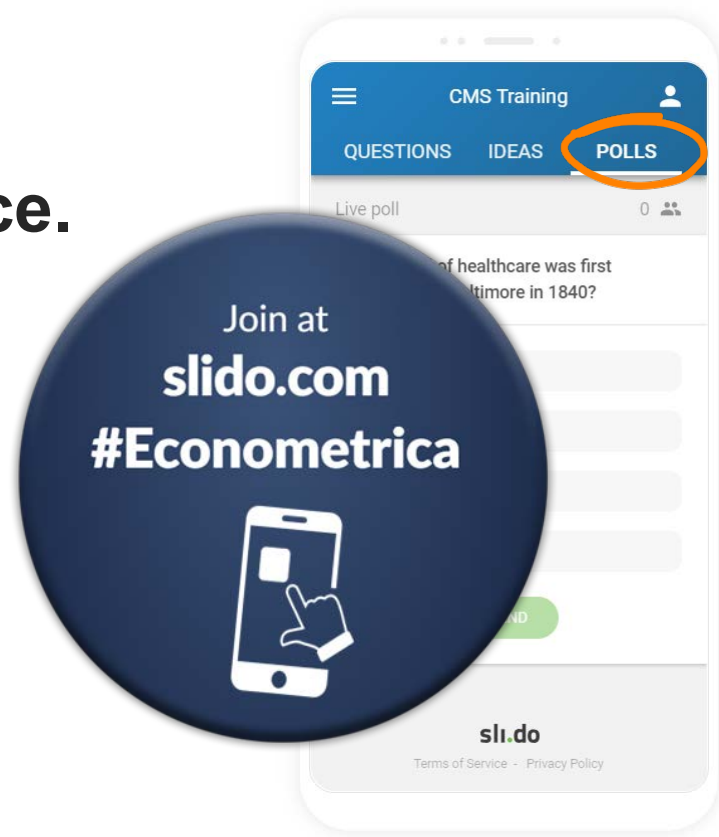 CMS Training
QUESTIONS IDEAS POLLS
ce.
Live poll 0
of healthcare was first
timore in 1840?
Join at
slido.com
#Econometrica
ND
sli.do
Terms of Service - Privacy Policy